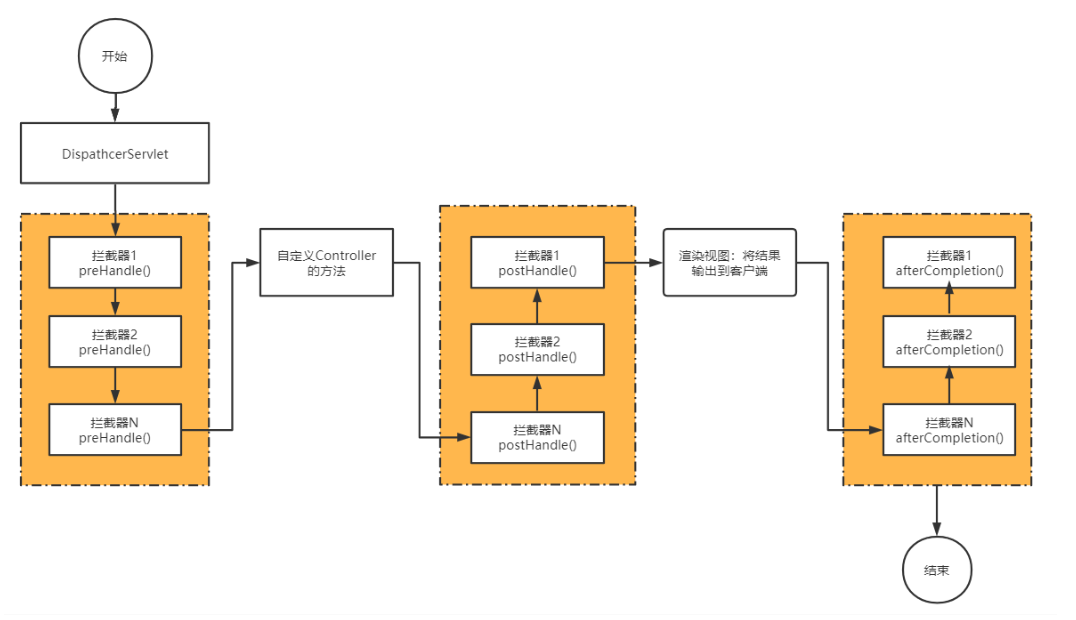 开始
DispathcerServlet
拦截器1
preHandle()
拦截器2
preHandle()
拦截器N
preHandle()
自定义Controller
的方法
拦截器1
postHandle()
拦截器2
postHandle()
拦截器N
postHandle()
渲染视图：将结果
输出到客户端
拦截器1
afterCompletion()
拦截器2
afterCompletion()
拦截器N
afterCompletion()
结束